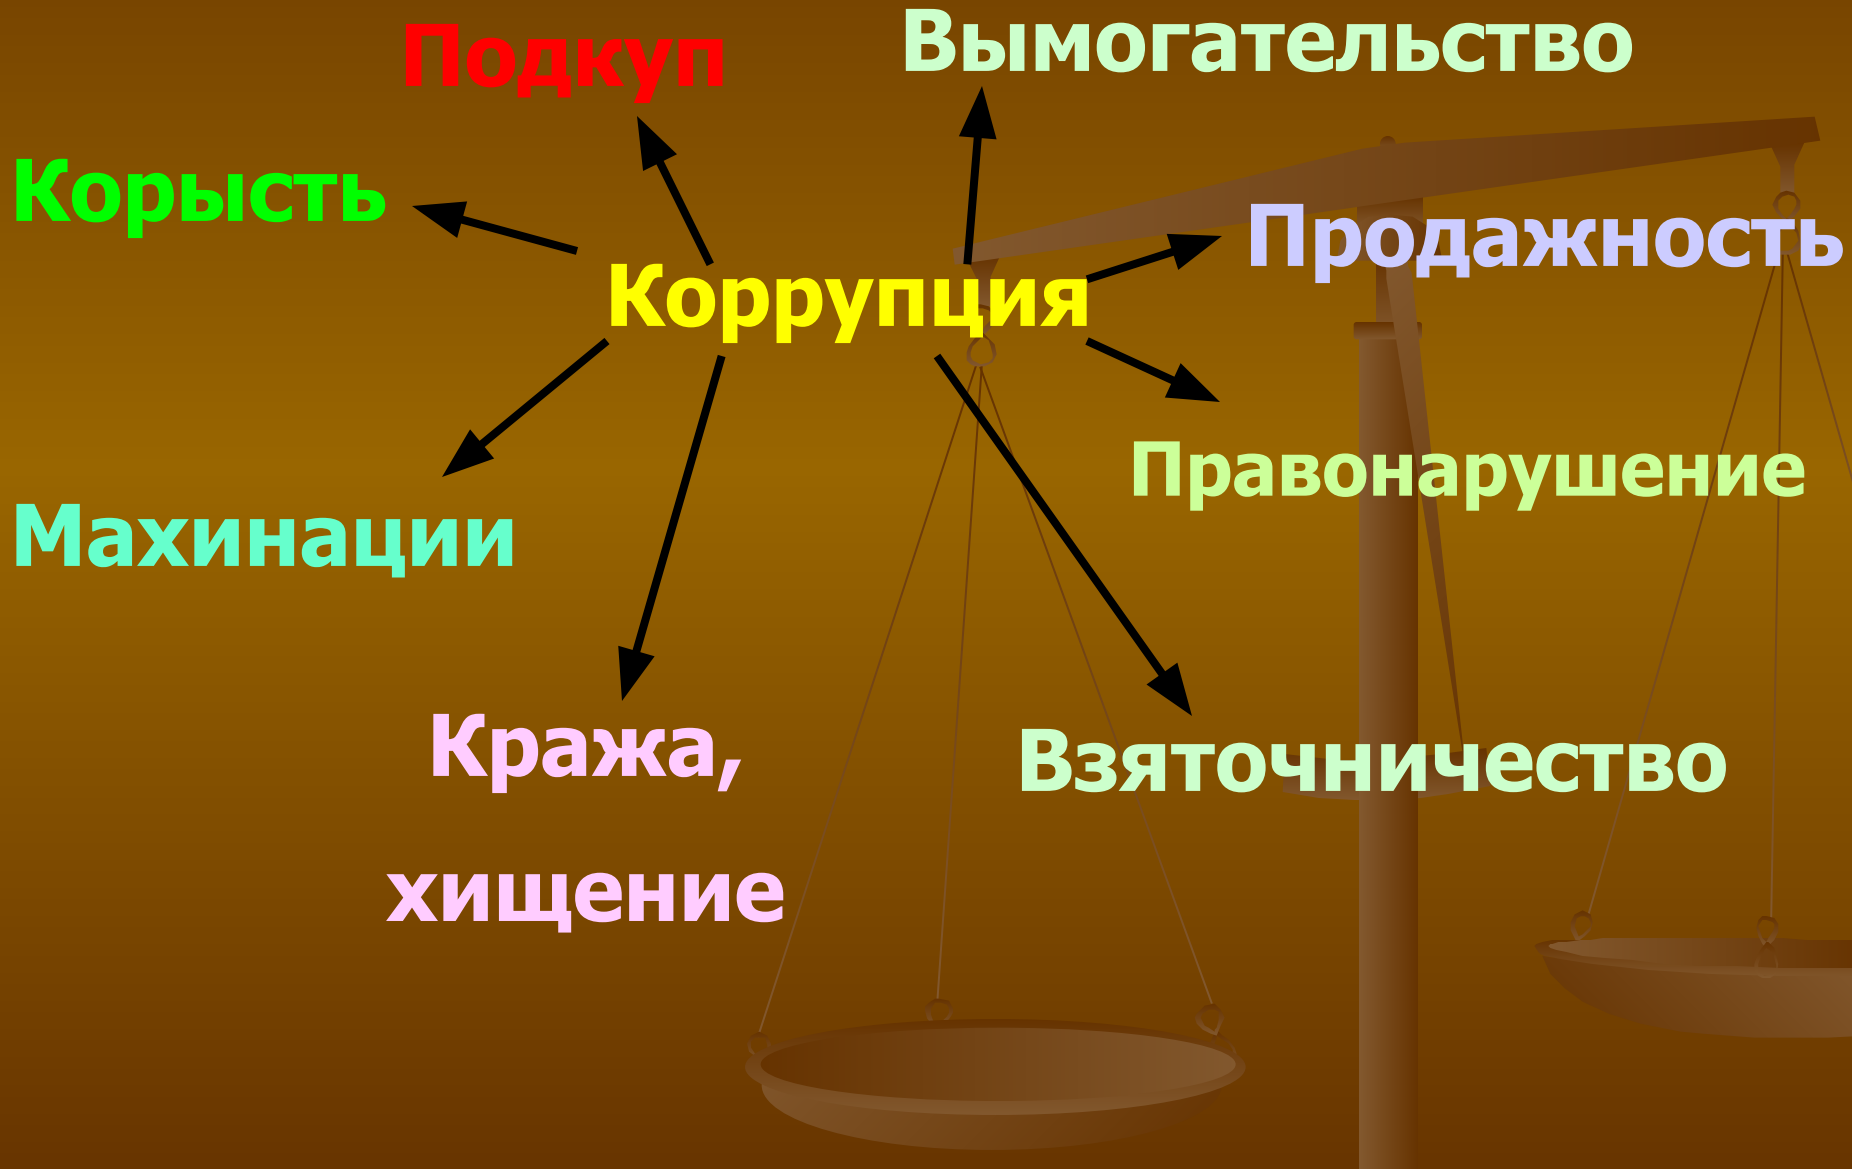 Подкуп
Вымогательство
Корысть
Продажность
Коррупция
Правонарушение
Махинации
Кража,
хищение
Взяточничество